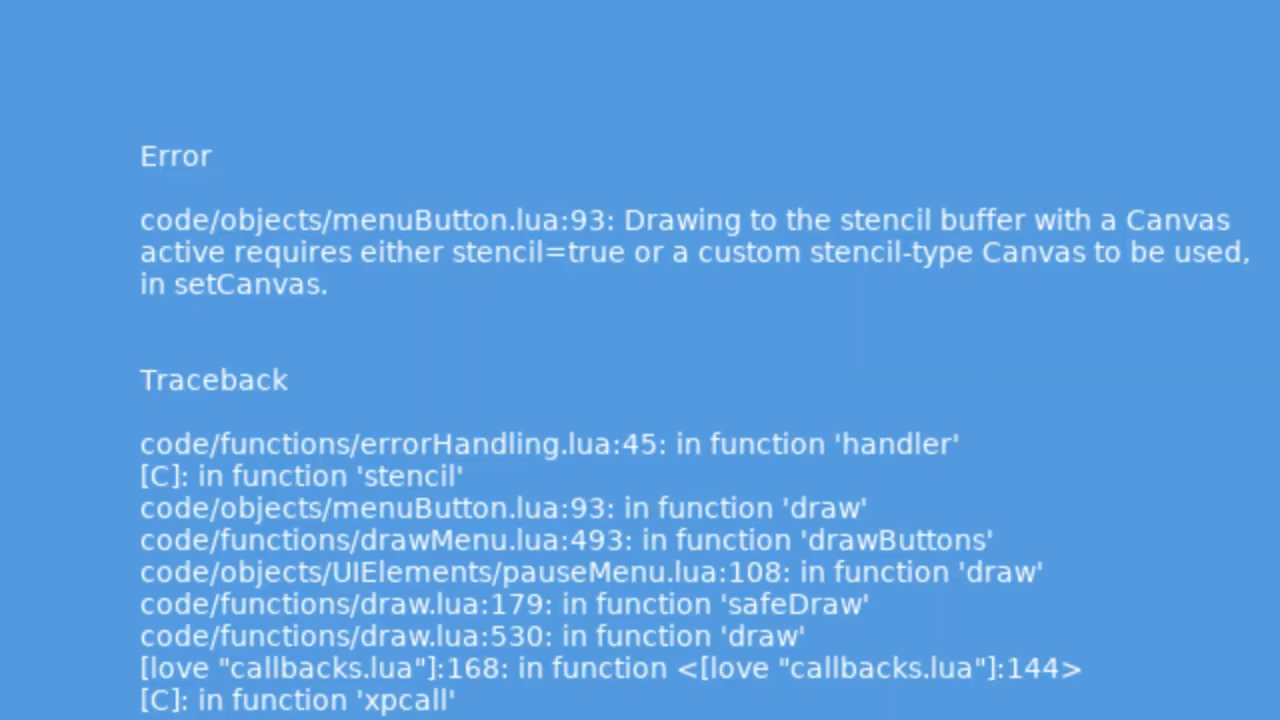 Error
code/objects/menuButton.lua:93: Drawing to the stencil buffer with a Canvas
active requires either stencil=true or a custom stencil-type Canvas to be used,
in setCanvas.
Traceback
code/functions/errorHandling.lua:45: in function 'handler'
[C]: in function 'stencil'
code/objects/menuButton.lua:93: in function 'draw'
code/functions/drawMenu.lua:493: in function 'drawButtons'
code/objects/UIElements/pauseMenu.lua:108: in function 'draw'
code/functions/draw.lua:179: in function 'safeDraw'
code/functions/draw.lua:530: in function 'draw'
[love "callbacks.lua"]:168: in function <[love "callbacks.lua"]:144>
[C]: in function 'xpcall'